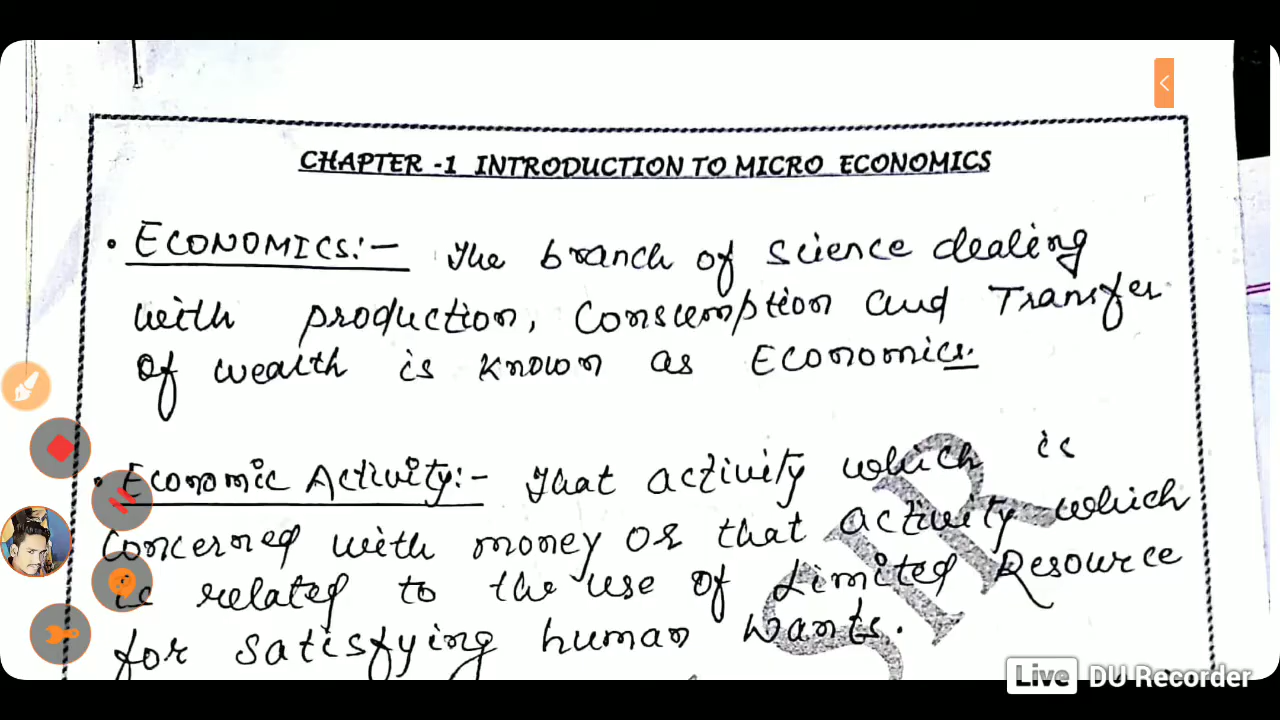 CHAPTER -1 INTRODUCTION TO MICRO ECONOMICS
• ECONOMICS:- The branch of science dealing
with production, Consumption and Transfer
of wealth is known as Economics.
• Economic Activity:- That activity which is
concerned with money or that activity which
is related to the use of Limited Resource
for satisfying human wants.
SIR
Live DU Recorder